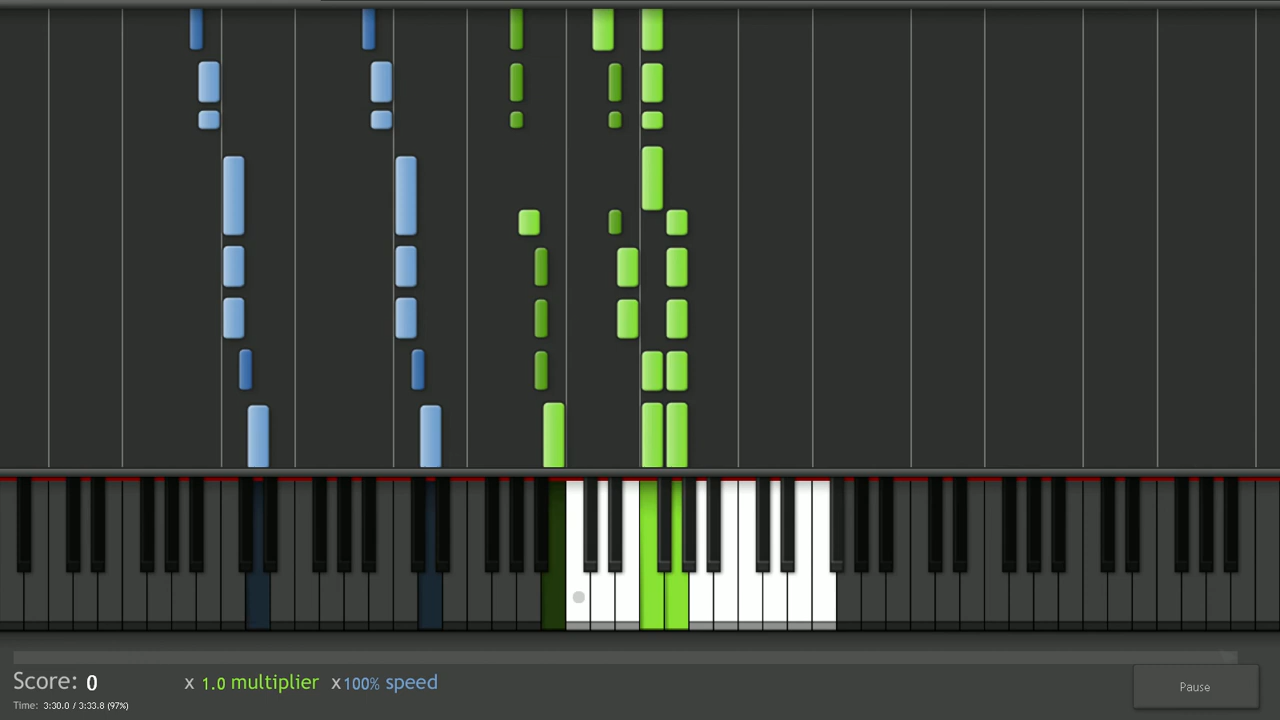 Score: 0 x 1.0 multiplier x100% speed
Pause
Time: 3:30.0 / 3:33.8 (97%)